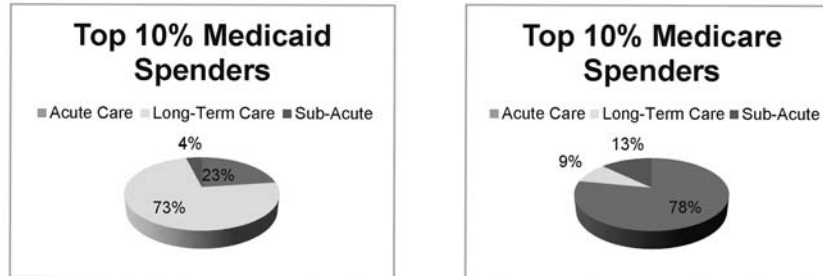 Top 10% Medicaid
Spenders
Acute Care Long-Term Care Sub-Acute
4%
23%
73%
Top 10% Medicare
Spenders
Acute Care Long-Term Care Sub-Acute
13%
9%
78%